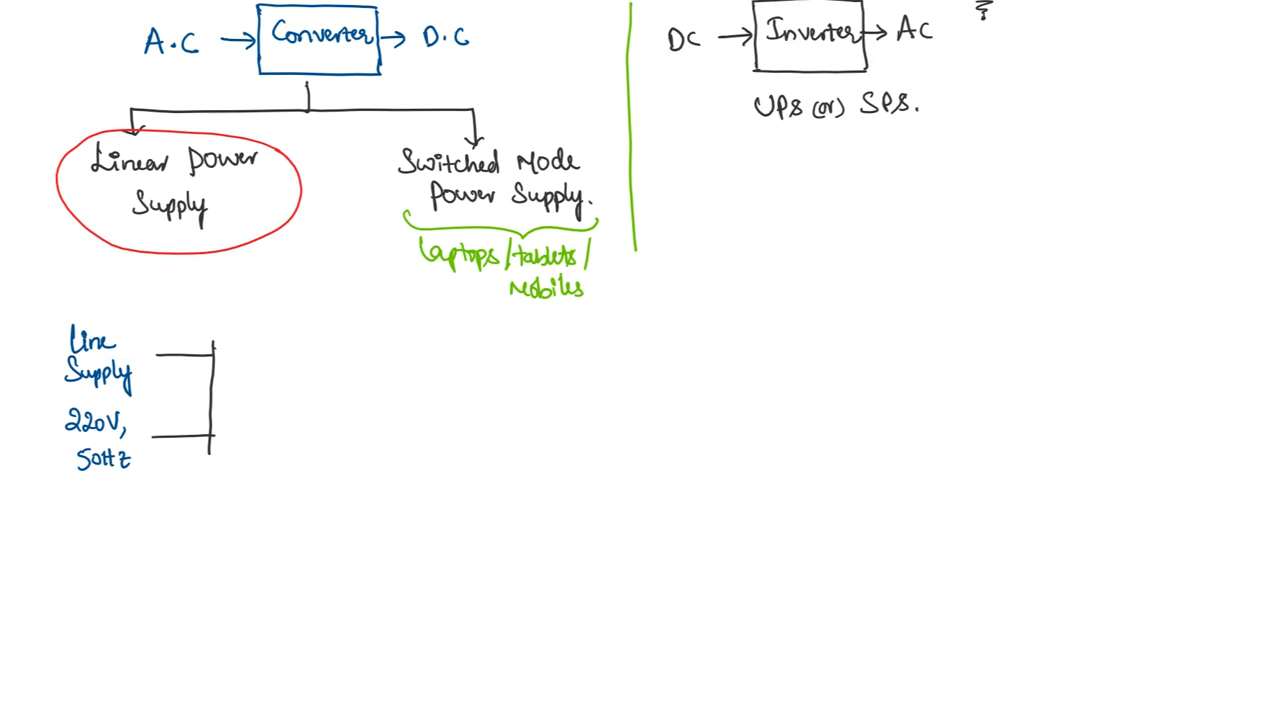 A.C → Converter → D.C
Linear Power
Supply
Switched Mode
Power Supply.
Laptops/tablets/
Mobiles
DC → Inverter → AC
UPS (or) SPS.
Line
Supply
220V,
50Hz